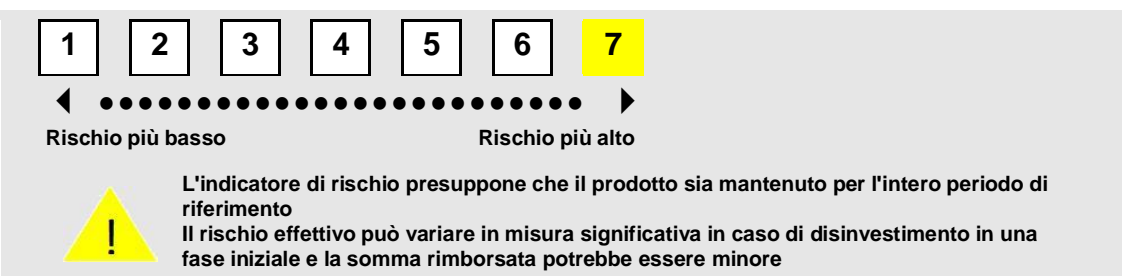 1 2 3 4 5 6 7
Rischio più basso Rischio più alto
L'indicatore di rischio presuppone che il prodotto sia mantenuto per l'intero periodo di
riferimento
Il rischio effettivo può variare in misura significativa in caso di disinvestimento in una
fase iniziale e la somma rimborsata potrebbe essere minore
!